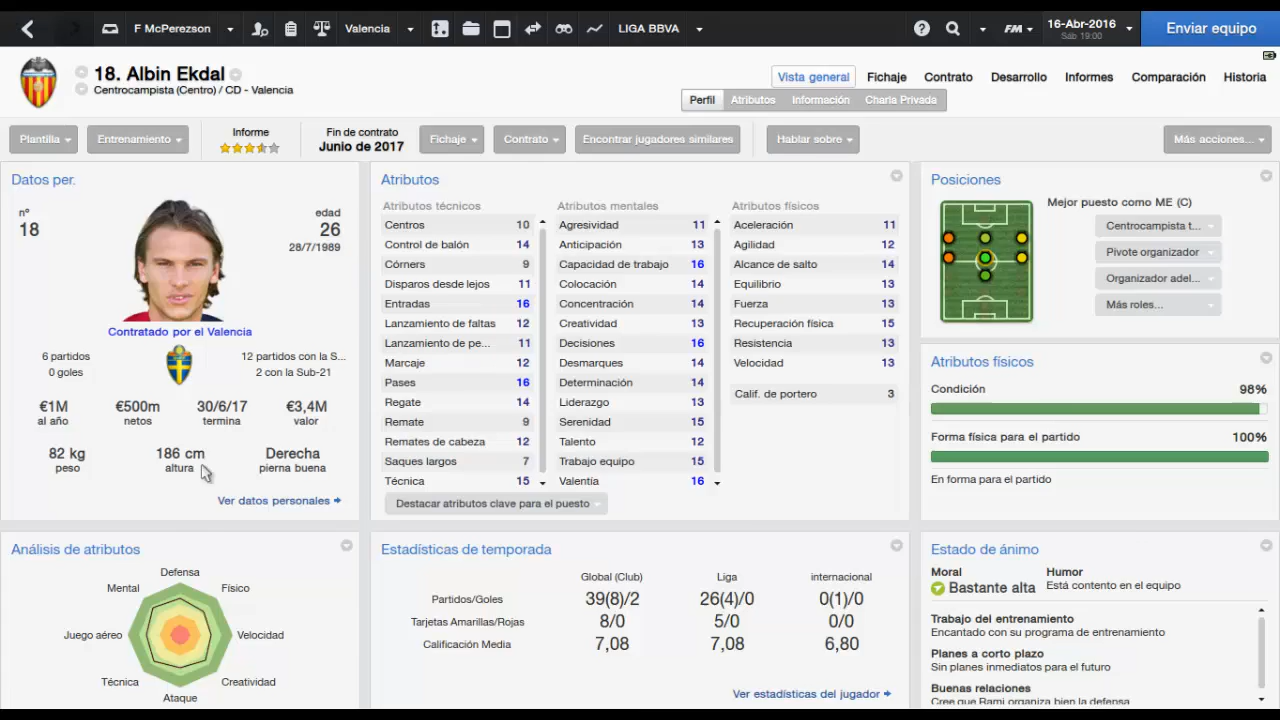 F McPerezson
Valencia
LIGA BBVA
FM
16-Abr-2016
Sáb 19:00
Enviar equipo
18. Albin Ekdal
Centrocampista (Centro) / CD - Valencia
Vista general
Fichaje
Contrato
Desarrollo
Informes
Comparación
Historia
Perfil
Atributos
Información
Charla Privada
Plantilla
Entrenamiento
Informe
Fin de contrato
Junio de 2017
Fichaje
Contrato
Encontrar jugadores similares
Hablar sobre
Más acciones...
Datos per.
nº
18
edad
26
28/7/1989
Contratado por el Valencia
6 partidos
0 goles
12 partidos con la S...
2 con la Sub-21
€1M
al año
€500m
netos
30/6/17
termina
€3,4M
valor
82 kg
peso
186 cm
altura
Derecha
pierna buena
Ver datos personales
Atributos
Atributos técnicos
Centros 10
Control de balón 14
Córners 9
Disparos desde lejos 11
Entradas 16
Lanzamiento de faltas 12
Lanzamiento de pe... 11
Marcaje 12
Pases 16
Regate 14
Remate 9
Remates de cabeza 12
Saques largos 7
Técnica 15
Atributos mentales
Agresividad 11
Anticipación 13
Capacidad de trabajo 16
Colocación 14
Concentración 14
Creatividad 13
Decisiones 16
Desmarques 14
Determinación 14
Liderazgo 13
Serenidad 15
Talento 12
Trabajo equipo 15
Valentía 16
Atributos físicos
Aceleración 11
Agilidad 12
Alcance de salto 14
Equilibrio 13
Fuerza 13
Recuperación física 15
Resistencia 13
Velocidad 13
Calif. de portero 3
Destacar atributos clave para el puesto
Posiciones
Mejor puesto como ME (C)
Centrocampista t...
Pivote organizador
Organizador adel...
Más roles...
Atributos físicos
Condición 98%
Forma física para el partido 100%
En forma para el partido
Análisis de atributos
Defensa
Físico
Velocidad
Creatividad
Ataque
Técnica
Juego aéreo
Mental
Estadísticas de temporada
Global (Club) Liga internacional
Partidos/Goles 39(8)/2 26(4)/0 0(1)/0
Tarjetas Amarillas/Rojas 8/0 5/0 0/0
Calificación Media 7,08 7,08 6,80
Ver estadísticas del jugador
Estado de ánimo
Moral
Bastante alta
Humor
Está contento en el equipo
Trabajo del entrenamiento
Encantado con su programa de entrenamiento
Planes a corto plazo
Sin planes inmediatos para el futuro
Buenas relaciones
Cree que Rami organiza bien la defensa